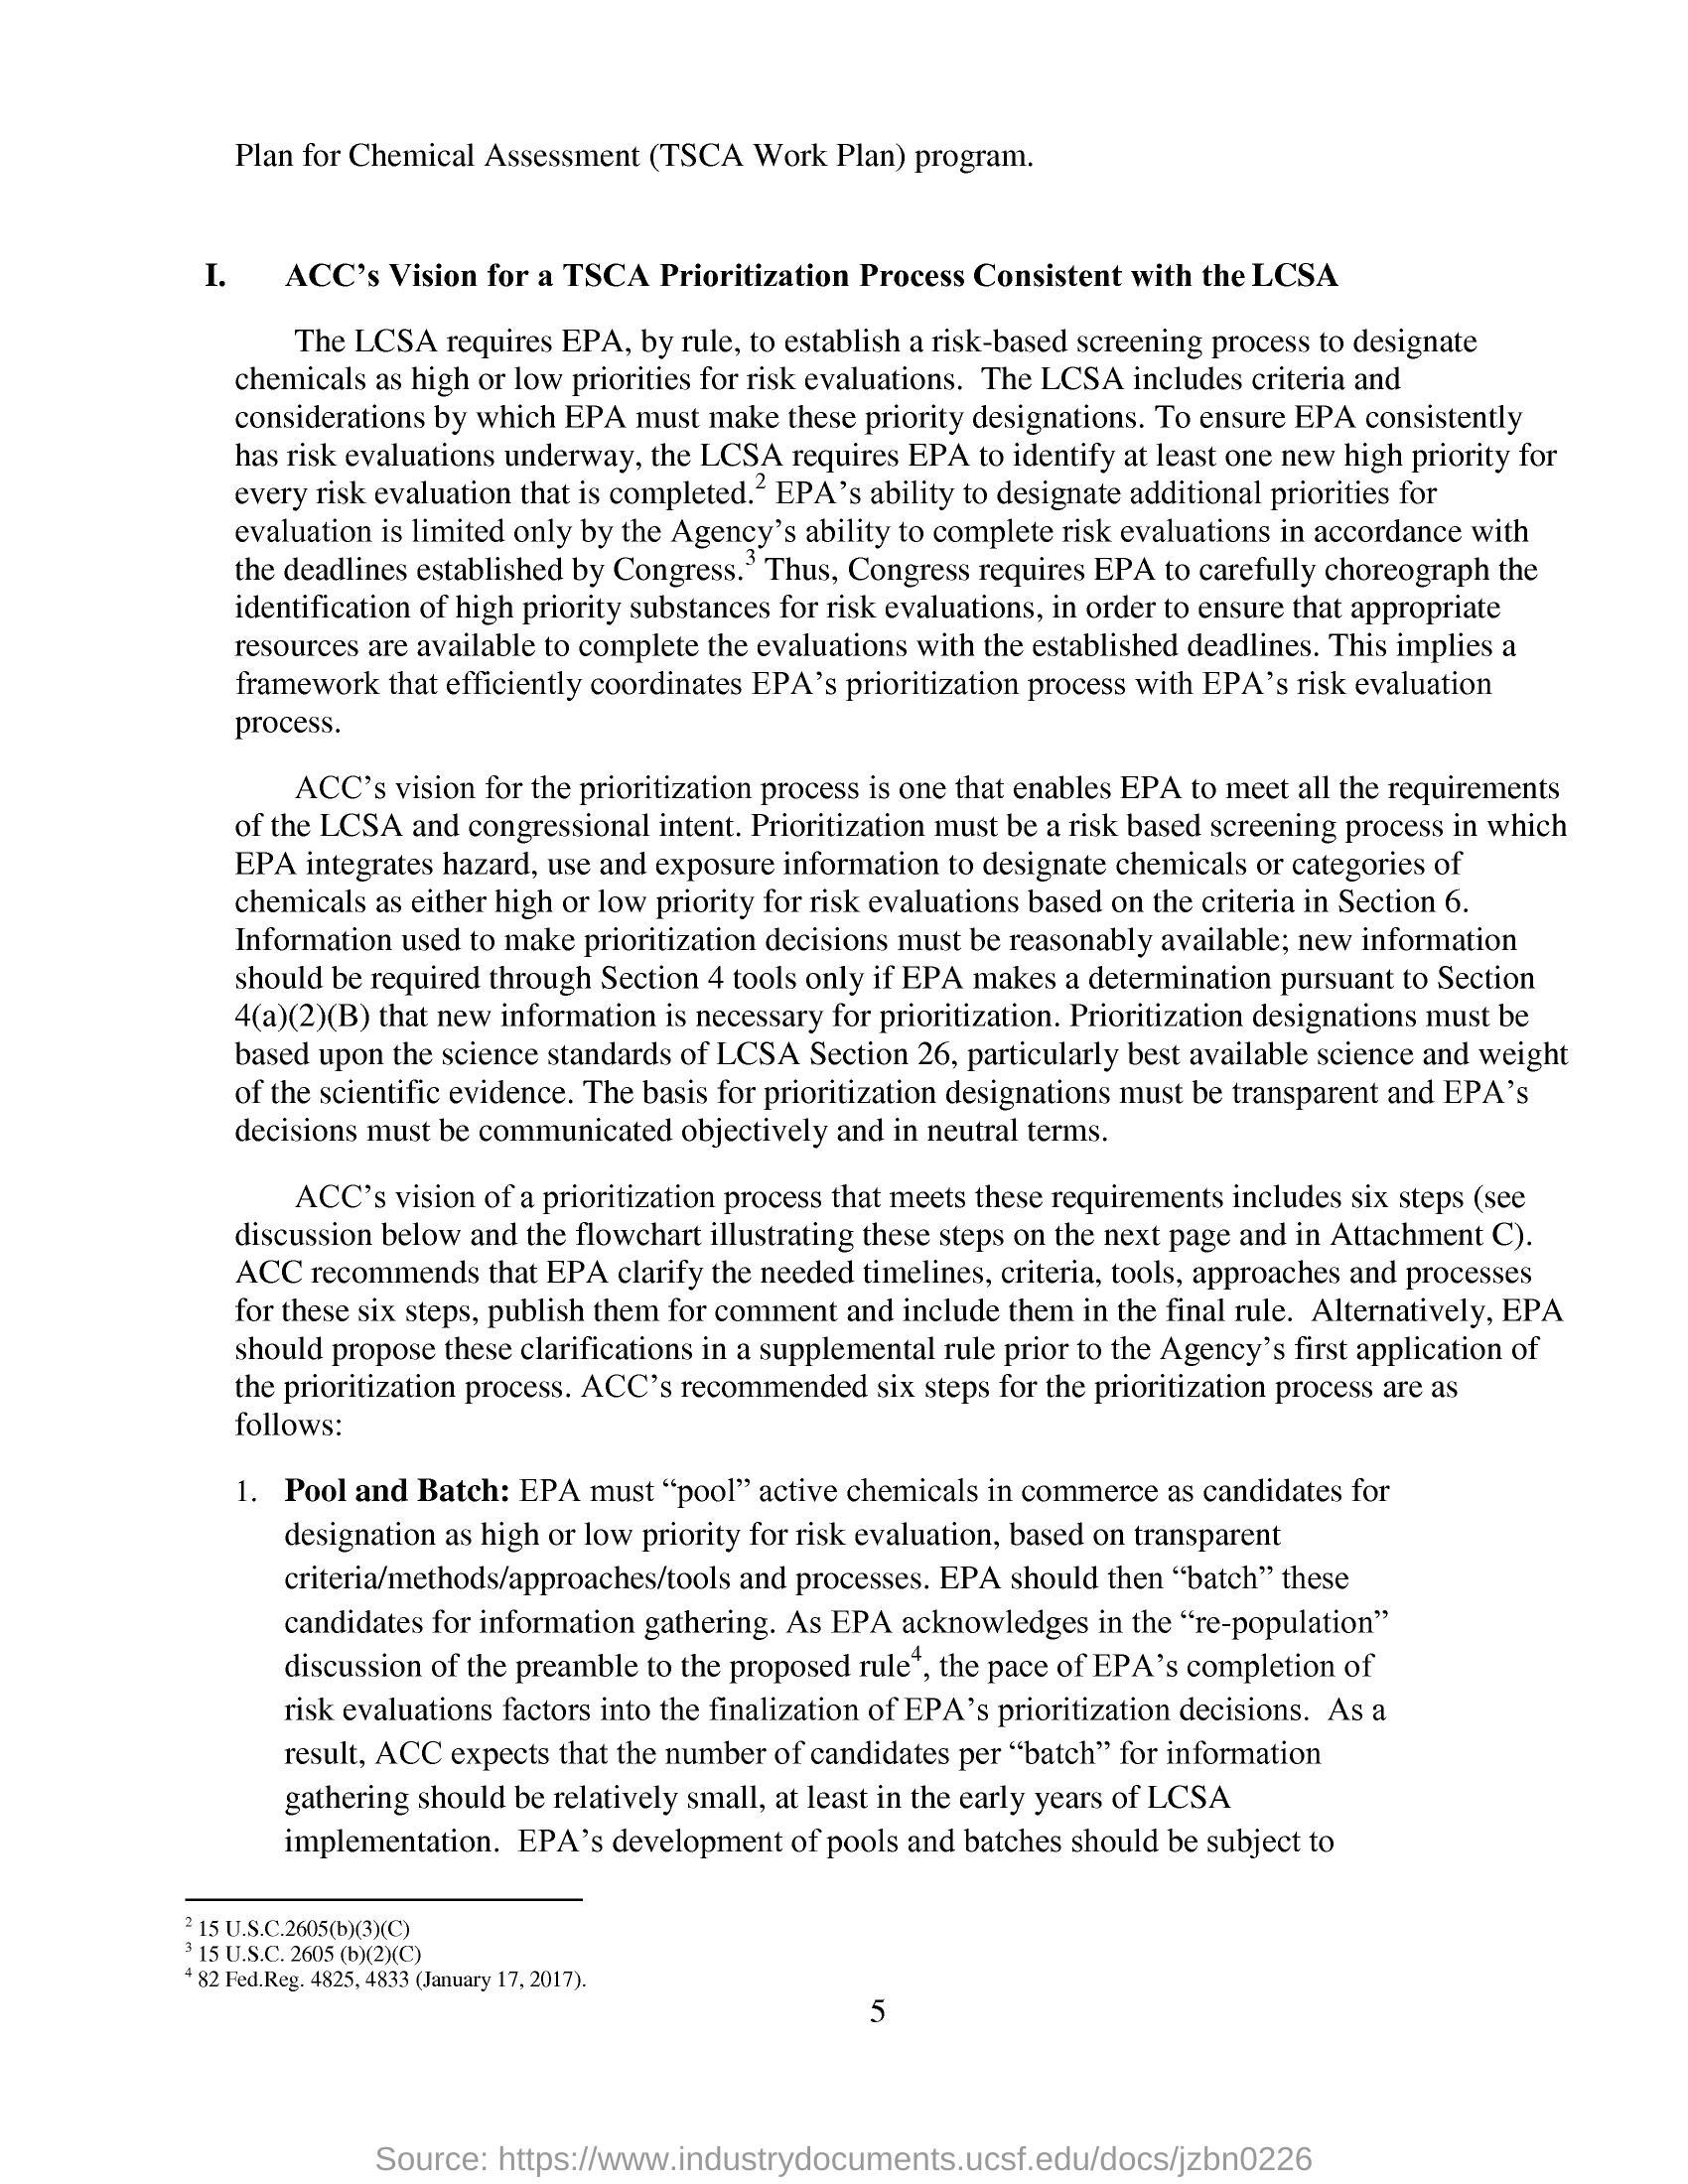 Plan for Chemical Assessment (TSCA Work Plan) program.
I. ACC’s Vision for a TSCA Prioritization Process Consistent with the LCSA
The LCSA requires EPA, by rule, to establish a risk-based screening process to designate
chemicals as high or low priorities for risk evaluations.  The LCSA includes criteria and
considerations by which EPA must make these priority designations. To ensure EPA consistently
has risk evaluations underway, the LCSA requires EPA to identify at least one new high priority for
every risk evaluation that is completed.2 EPA’s ability to designate additional priorities for
evaluation is limited only by the Agency’s ability to complete risk evaluations in accordance with
the deadlines established by Congress.3 Thus, Congress requires EPA to carefully choreograph the
identification of high priority substances for risk evaluations, in order to ensure that appropriate
resources are available to complete the evaluations with the established deadlines. This implies a
framework that efficiently coordinates EPA’s prioritization process with EPA’s risk evaluation
process.
ACC’s vision for the prioritization process is one that enables EPA to meet all the requirements
of the LCSA and congressional intent. Prioritization must be a risk based screening process in which
EPA integrates hazard, use and exposure information to designate chemicals or categories of
chemicals as either high or low priority for risk evaluations based on the criteria in Section 6.
Information used to make prioritization decisions must be reasonably available; new information
should be required through Section 4 tools only if EPA makes a determination pursuant to Section
4(a)(2)(B) that new information is necessary for prioritization. Prioritization designations must be
based upon the science standards of LCSA Section 26, particularly best available science and weight
of the scientific evidence. The basis for prioritization designations must be transparent and EPA’s
decisions must be communicated objectively and in neutral terms.
ACC’s vision of a prioritization process that meets these requirements includes six steps (see
discussion below and the flowchart illustrating these steps on the next page and in Attachment C).
ACC recommends that EPA clarify the needed timelines, criteria, tools, approaches and processes
for these six steps, publish them for comment and include them in the final rule.  Alternatively, EPA
should propose these clarifications in a supplemental rule prior to the Agency’s first application of
the prioritization process. ACC’s recommended six steps for the prioritization process are as
follows:
1. Pool and Batch: EPA must “pool” active chemicals in commerce as candidates for
designation as high or low priority for risk evaluation, based on transparent
criteria/methods/approaches/tools and processes. EPA should then “batch” these
candidates for information gathering. As EPA acknowledges in the “re-population”
discussion of the preamble to the proposed rule4, the pace of EPA’s completion of
risk evaluations factors into the finalization of EPA’s prioritization decisions.  As a
result, ACC expects that the number of candidates per “batch” for information
gathering should be relatively small, at least in the early years of LCSA
implementation.  EPA’s development of pools and batches should be subject to
2 15 U.S.C.2605(b)(3)(C)
3 15 U.S.C. 2605 (b)(2)(C)
4 82 Fed.Reg. 4825, 4833 (January 17, 2017).
5
Source: https://www.industrydocuments.ucsf.edu/docs/jzbn0226